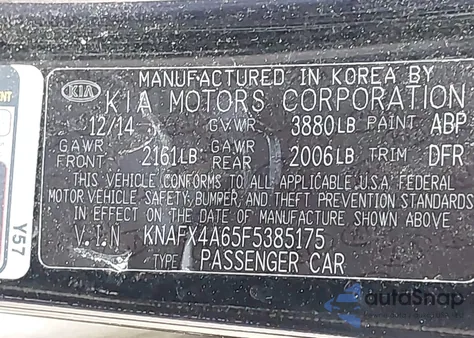 MANUFACTURED IN KOREA BY
KIA KIA MOTORS CORPORATION
12/14 GVWR 3880LB PAINT ABP
GAWR FRONT 2161LB GAWR REAR 2006LB TRIM DFR
THIS VEHICLE CONFORMS TO ALL APPLICABLE U.S.A. FEDERAL
MOTOR VEHICLE SAFETY, BUMPER, AND THEFT PREVENTION STANDARDS
IN EFFECT ON THE DATE OF MANUFACTURE SHOWN ABOVE.
V.I.N KNAFX4A65F5385175
TYPE PASSENGER CAR
Y57
autoSnap